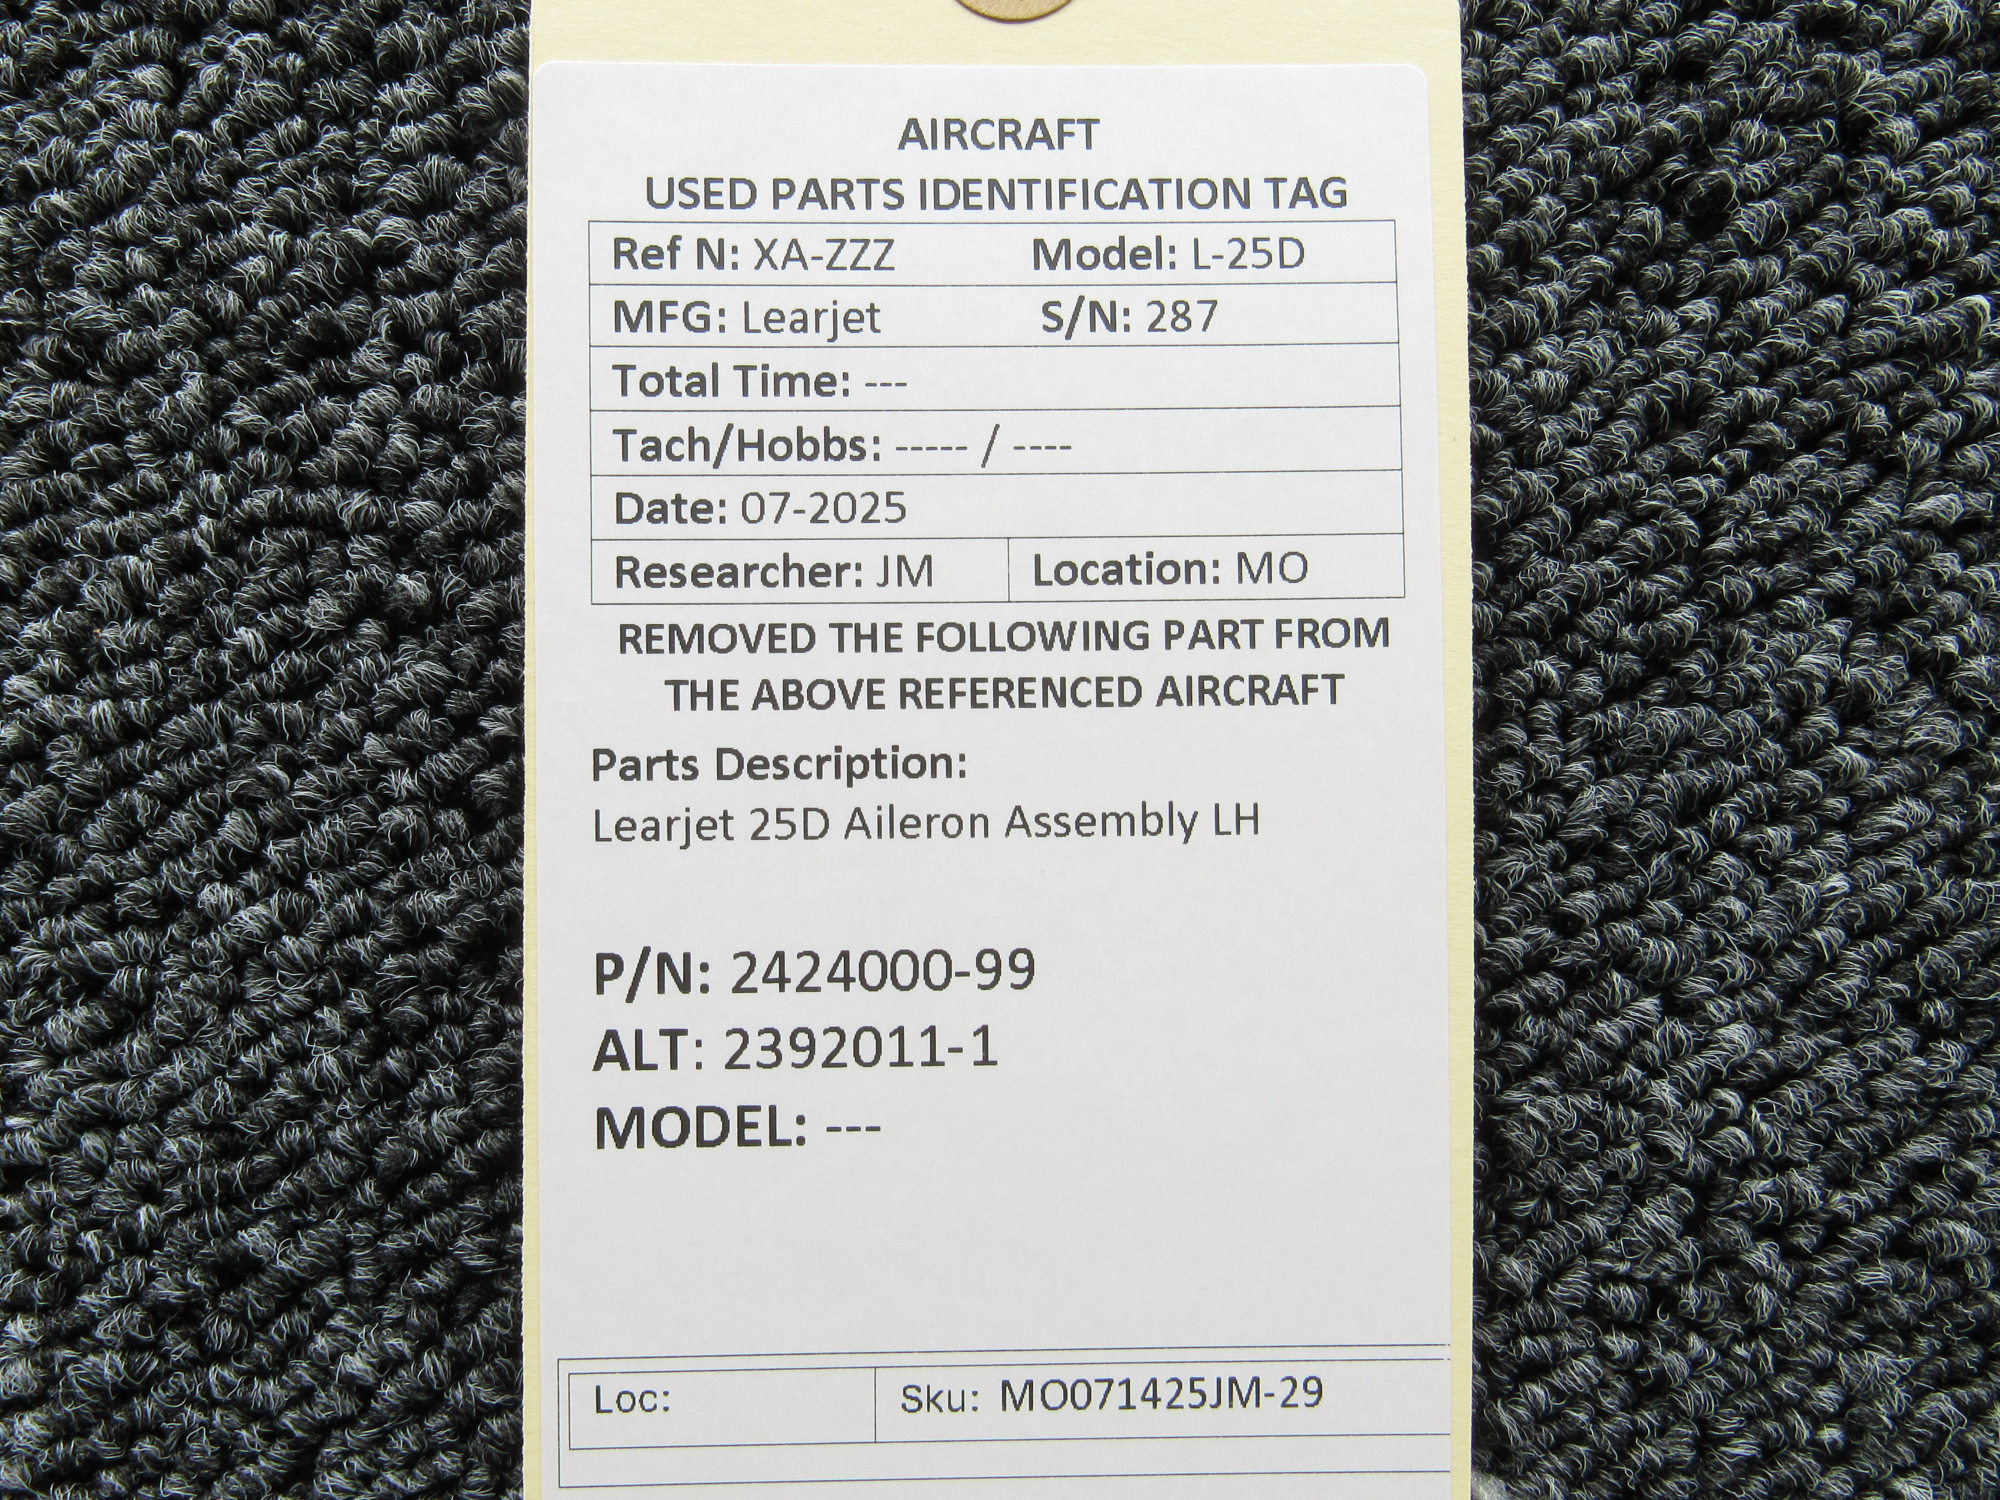 AIRCRAFT
USED PARTS IDENTIFICATION TAG
Ref N: XA-ZZZ Model: L-25D
MFG: Learjet S/N: 287
Total Time: ---
Tach/Hobbs: ----- / ----
Date: 07-2025
Researcher: JM Location: MO
REMOVED THE FOLLOWING PART FROM
THE ABOVE REFERENCED AIRCRAFT
Parts Description:
Learjet 25D Aileron Assembly LH
P/N: 2424000-99
ALT: 2392011-1
MODEL: ---
Loc: Sku: MO071425JM-29